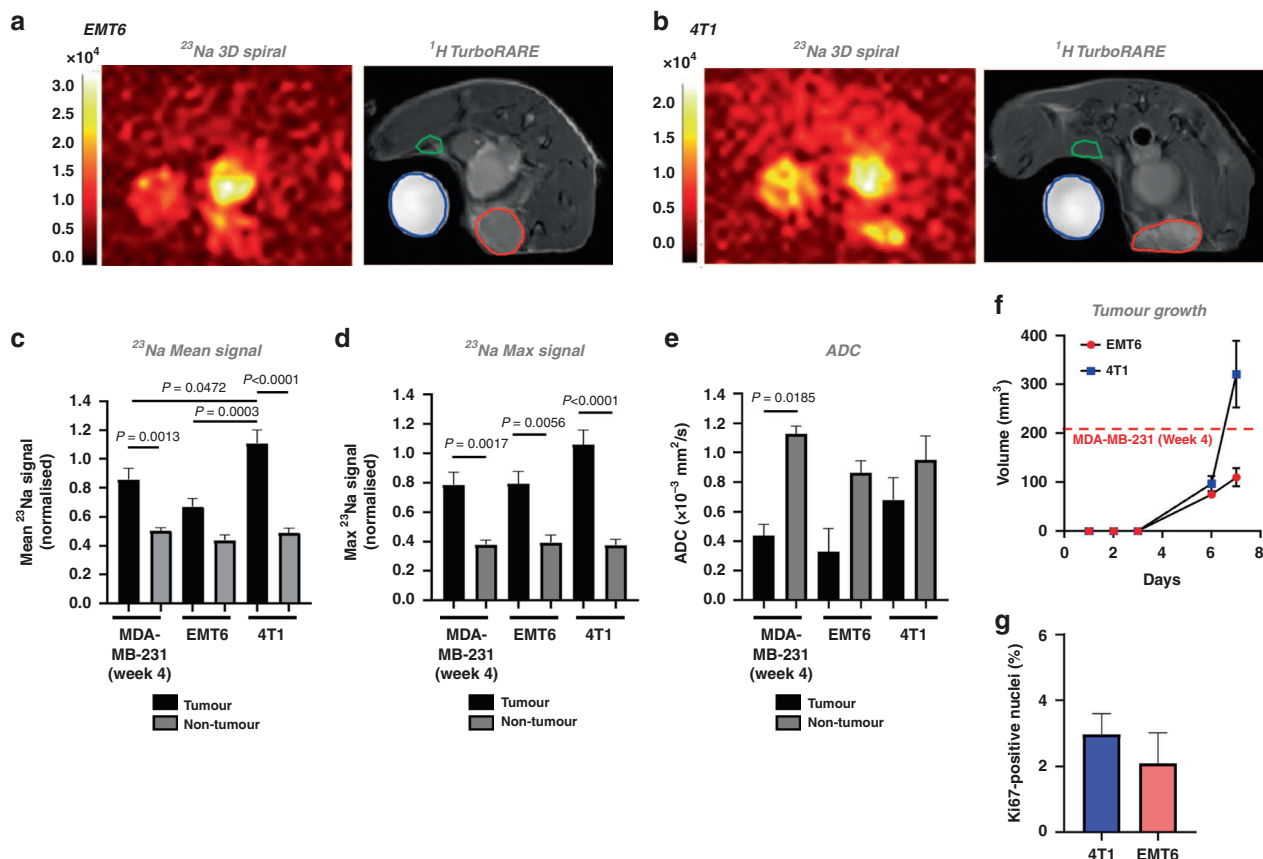 a
EMT6
×10⁴
²³Na 3D spiral
¹H TurboRARE
3.0
2.5
2.0
1.5
1.0
0.5
0.0
b
4T1
×10⁴
²³Na 3D spiral
¹H TurboRARE
2.0
1.5
1.0
0.5
0.0
c
²³Na Mean signal
Mean ²³Na signal
(normalised)
1.4
1.2
1.0
0.8
0.6
0.4
0.2
0.0
P<0.0001
P = 0.0472
P = 0.0003
P = 0.0013
MDA-
MB-231
(week 4)
EMT6
4T1
Tumour
Non-tumour
d
²³Na Max signal
Max ²³Na signal
(normalised)
1.4
1.2
1.0
0.8
0.6
0.4
0.2
0.0
P<0.0001
P = 0.0056
P = 0.0017
MDA-
MB-231
(week 4)
EMT6
4T1
Tumour
Non-tumour
e
ADC
ADC (×10⁻³ mm²/s)
1.4
1.2
1.0
0.8
0.6
0.4
0.2
0.0
P = 0.0185
MDA-
MB-231
(week 4)
EMT6
4T1
Tumour
Non-tumour
f
Tumour growth
Volume (mm³)
400
300
200
100
0
EMT6
4T1
MDA-MB-231 (Week 4)
0
2
4
6
8
Days
g
Ki67-positive nuclei (%)
6
4
2
0
4T1
EMT6